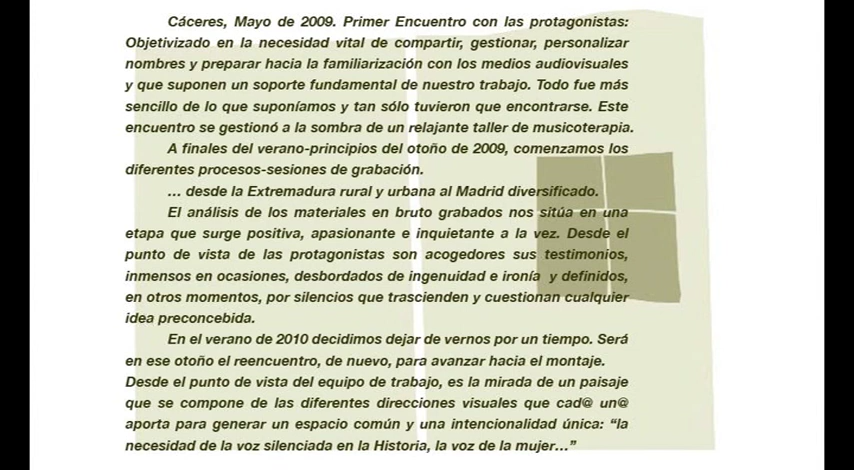 Cáceres, Mayo de 2009. Primer Encuentro con las protagonistas:
Objetivizado en la necesidad vital de compartir, gestionar, personalizar
nombres y preparar hacia la familiarización con los medios audiovisuales
y que suponen un soporte fundamental de nuestro trabajo. Todo fue más
sencillo de lo que suponíamos y tan sólo tuvieron que encontrarse. Este
encuentro se gestionó a la sombra de un relajante taller de musicoterapia.
A finales del verano-principios del otoño de 2009, comenzamos los
diferentes procesos-sesiones de grabación.
... desde la Extremadura rural y urbana al Madrid diversificado.
El análisis de los materiales en bruto grabados nos sitúa en una
etapa que surge positiva, apasionante e inquietante a la vez. Desde el
punto de vista de las protagonistas son acogedores sus testimonios,
inmensos en ocasiones, desbordados de ingenuidad e ironía y definidos,
en otros momentos, por silencios que trascienden y cuestionan cualquier
idea preconcebida.
En el verano de 2010 decidimos dejar de vernos por un tiempo. Será
en ese otoño el reencuentro, de nuevo, para avanzar hacia el montaje.
Desde el punto de vista del equipo de trabajo, es la mirada de un paisaje
que se compone de las diferentes direcciones visuales que cad@ un@
aporta para generar un espacio común y una intencionalidad única: “la
necesidad de la voz silenciada en la Historia, la voz de la mujer...”